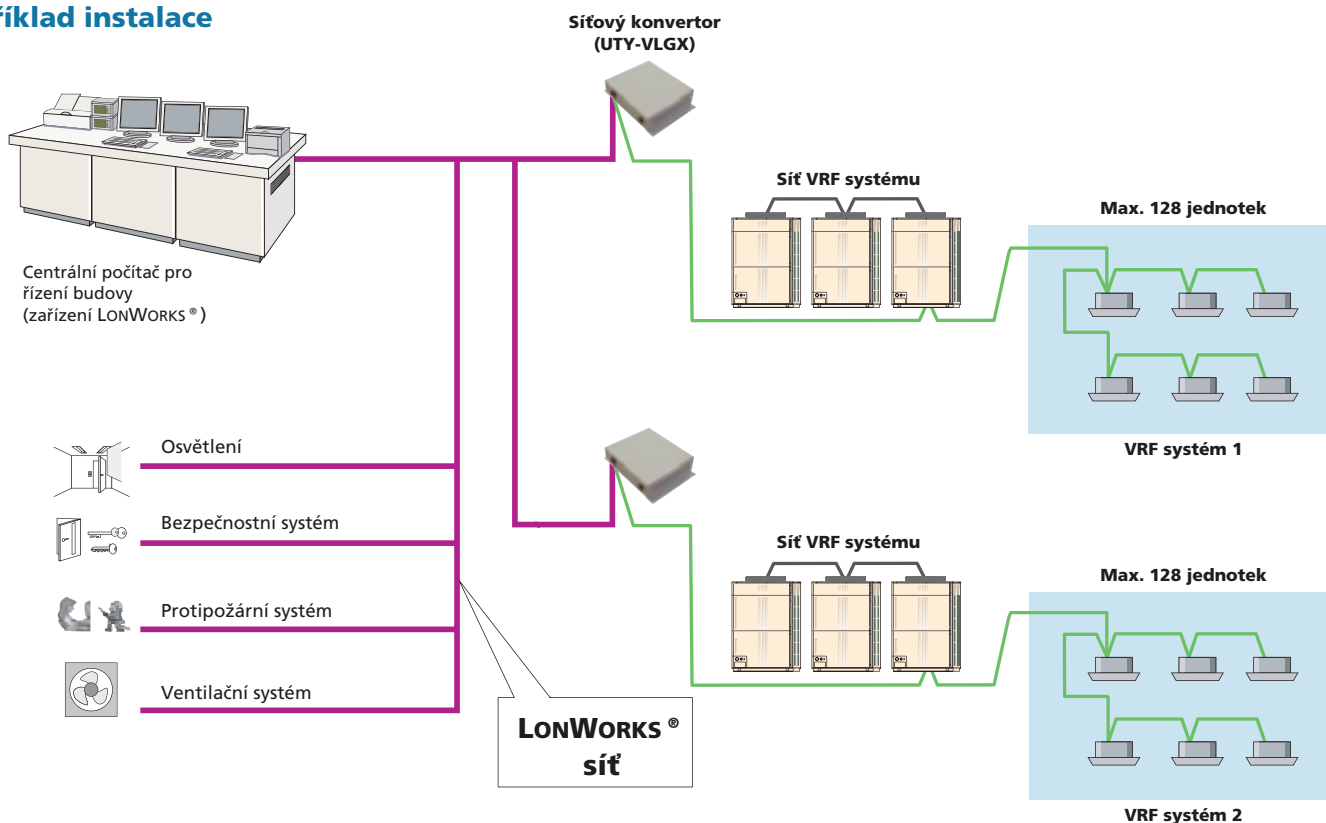 říklad instalace
Síťový konvertor
(UTY-VLGX)
Síť VRF systému
Max. 128 jednotek
Centrální počítač pro
řízení budovy
(zařízení LONWORKS ®)
VRF systém 1
Osvětlení
Bezpečnostní systém
Protipožární systém
Ventilační systém
LONWORKS ®
síť
Síť VRF systému
Max. 128 jednotek
VRF systém 2